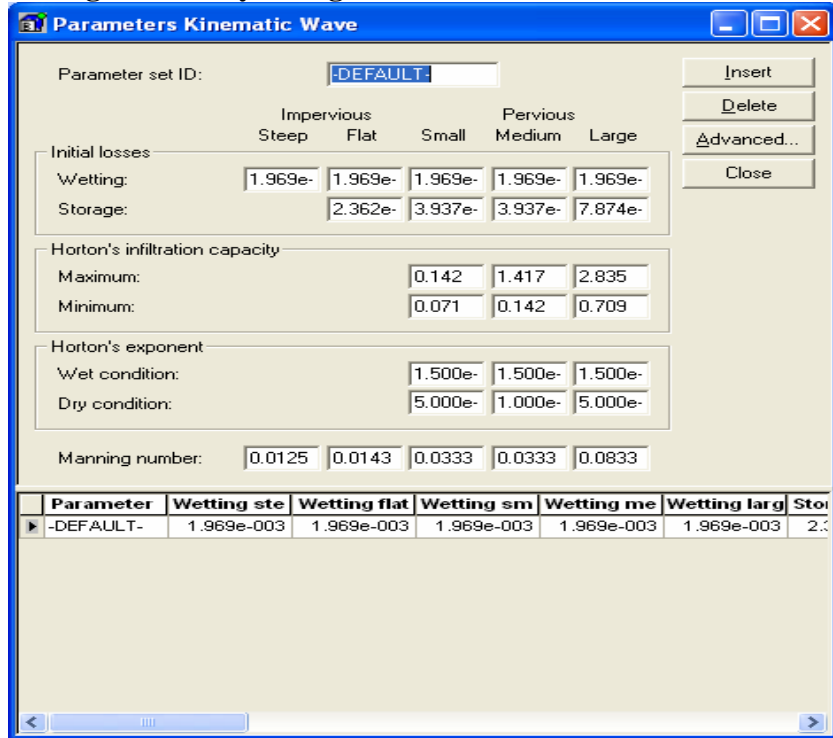 Parameters Kinematic Wave
Parameter set ID: -DEFAULT- Insert
Delete
Impervious Pervious
Steep Flat Small Medium Large Advanced...
Initial losses
Wetting: 1.969e- 1.969e- 1.969e- 1.969e- 1.969e- Close
Storage: 2.362e- 3.937e- 3.937e- 7.874e-
Horton's infiltration capacity
Maximum: 0.142 1.417 2.835
Minimum: 0.071 0.142 0.709
Horton's exponent
Wet condition: 1.500e- 1.500e- 1.500e-
Dry condition: 5.000e- 1.000e- 5.000e-
Manning number: 0.0125 0.0143 0.0333 0.0333 0.0833
Parameter Wetting ste Wetting flat Wetting sm Wetting me Wetting larg Stor
-DEFAULT- 1.969e-003 1.969e-003 1.969e-003 1.969e-003 1.969e-003 2.3